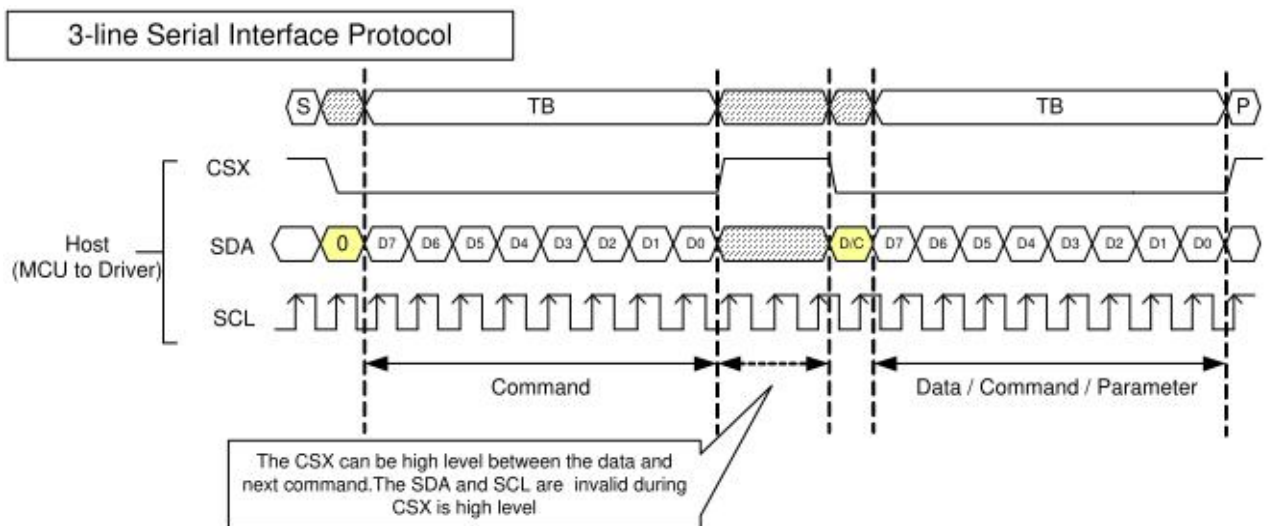 3-line Serial Interface Protocol
S TB TB P
CSX
Host
(MCU to Driver)
SDA 0 D7 D6 D5 D4 D3 D2 D1 D0 D/C D7 D6 D5 D4 D3 D2 D1 D0
SCL
Command Data / Command / Parameter
The CSX can be high level between the data and
next command.The SDA and SCL are invalid during
CSX is high level